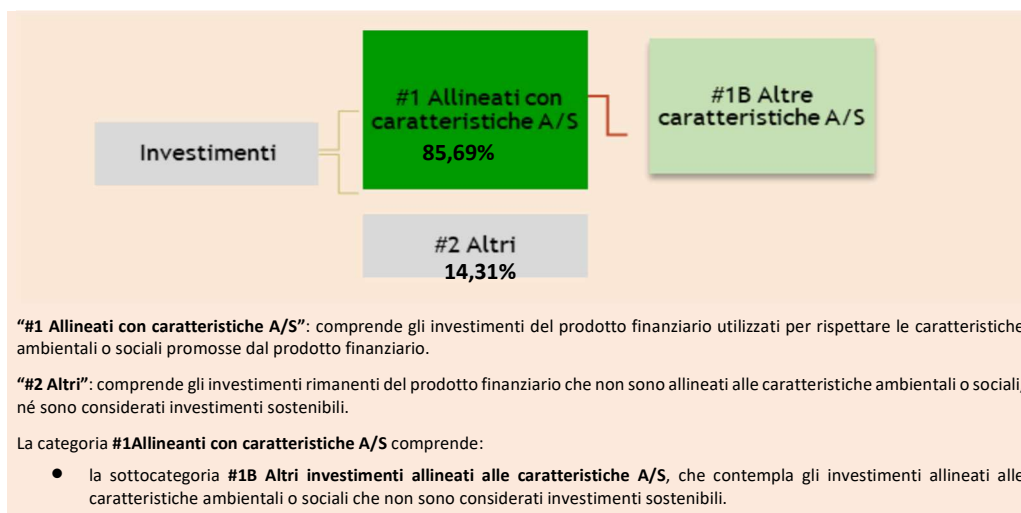 #1 Allineati con
caratteristiche A/S
85,69%
#1B Altre
caratteristiche A/S
Investimenti
#2 Altri
14,31%
“#1 Allineati con caratteristiche A/S”: comprende gli investimenti del prodotto finanziario utilizzati per rispettare le caratteristiche
ambientali o sociali promosse dal prodotto finanziario.
“#2 Altri”: comprende gli investimenti rimanenti del prodotto finanziario che non sono allineati alle caratteristiche ambientali o sociali,
né sono considerati investimenti sostenibili.
La categoria #1Allineanti con caratteristiche A/S comprende:
● la sottocategoria #1B Altri investimenti allineati alle caratteristiche A/S, che contempla gli investimenti allineati alle
caratteristiche ambientali o sociali che non sono considerati investimenti sostenibili.